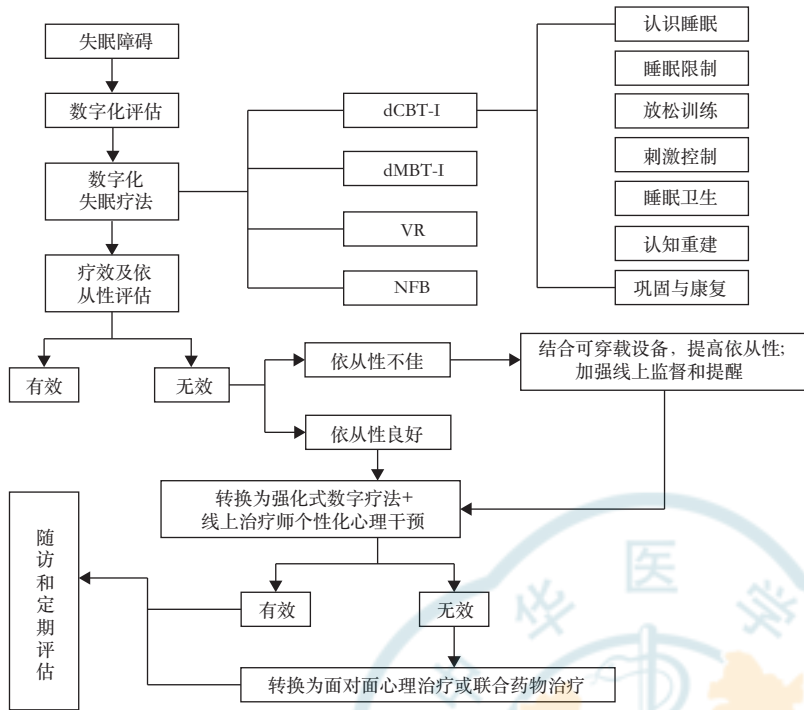 失眠障碍
数字化评估
数字化
失眠疗法
疗效及依
从性评估
有效
无效
dCBT-I
dMBT-I
VR
NFB
认识睡眠
睡眠限制
放松训练
刺激控制
睡眠卫生
认知重建
巩固与康复
依从性不佳
依从性良好
结合可穿载设备，提高依从性；
加强线上监督和提醒
转换为强化式数字疗法+
线上治疗师个性化心理干预
有效
无效
转换为面对面心理治疗或联合药物治疗
随访和定期评估
中华医学